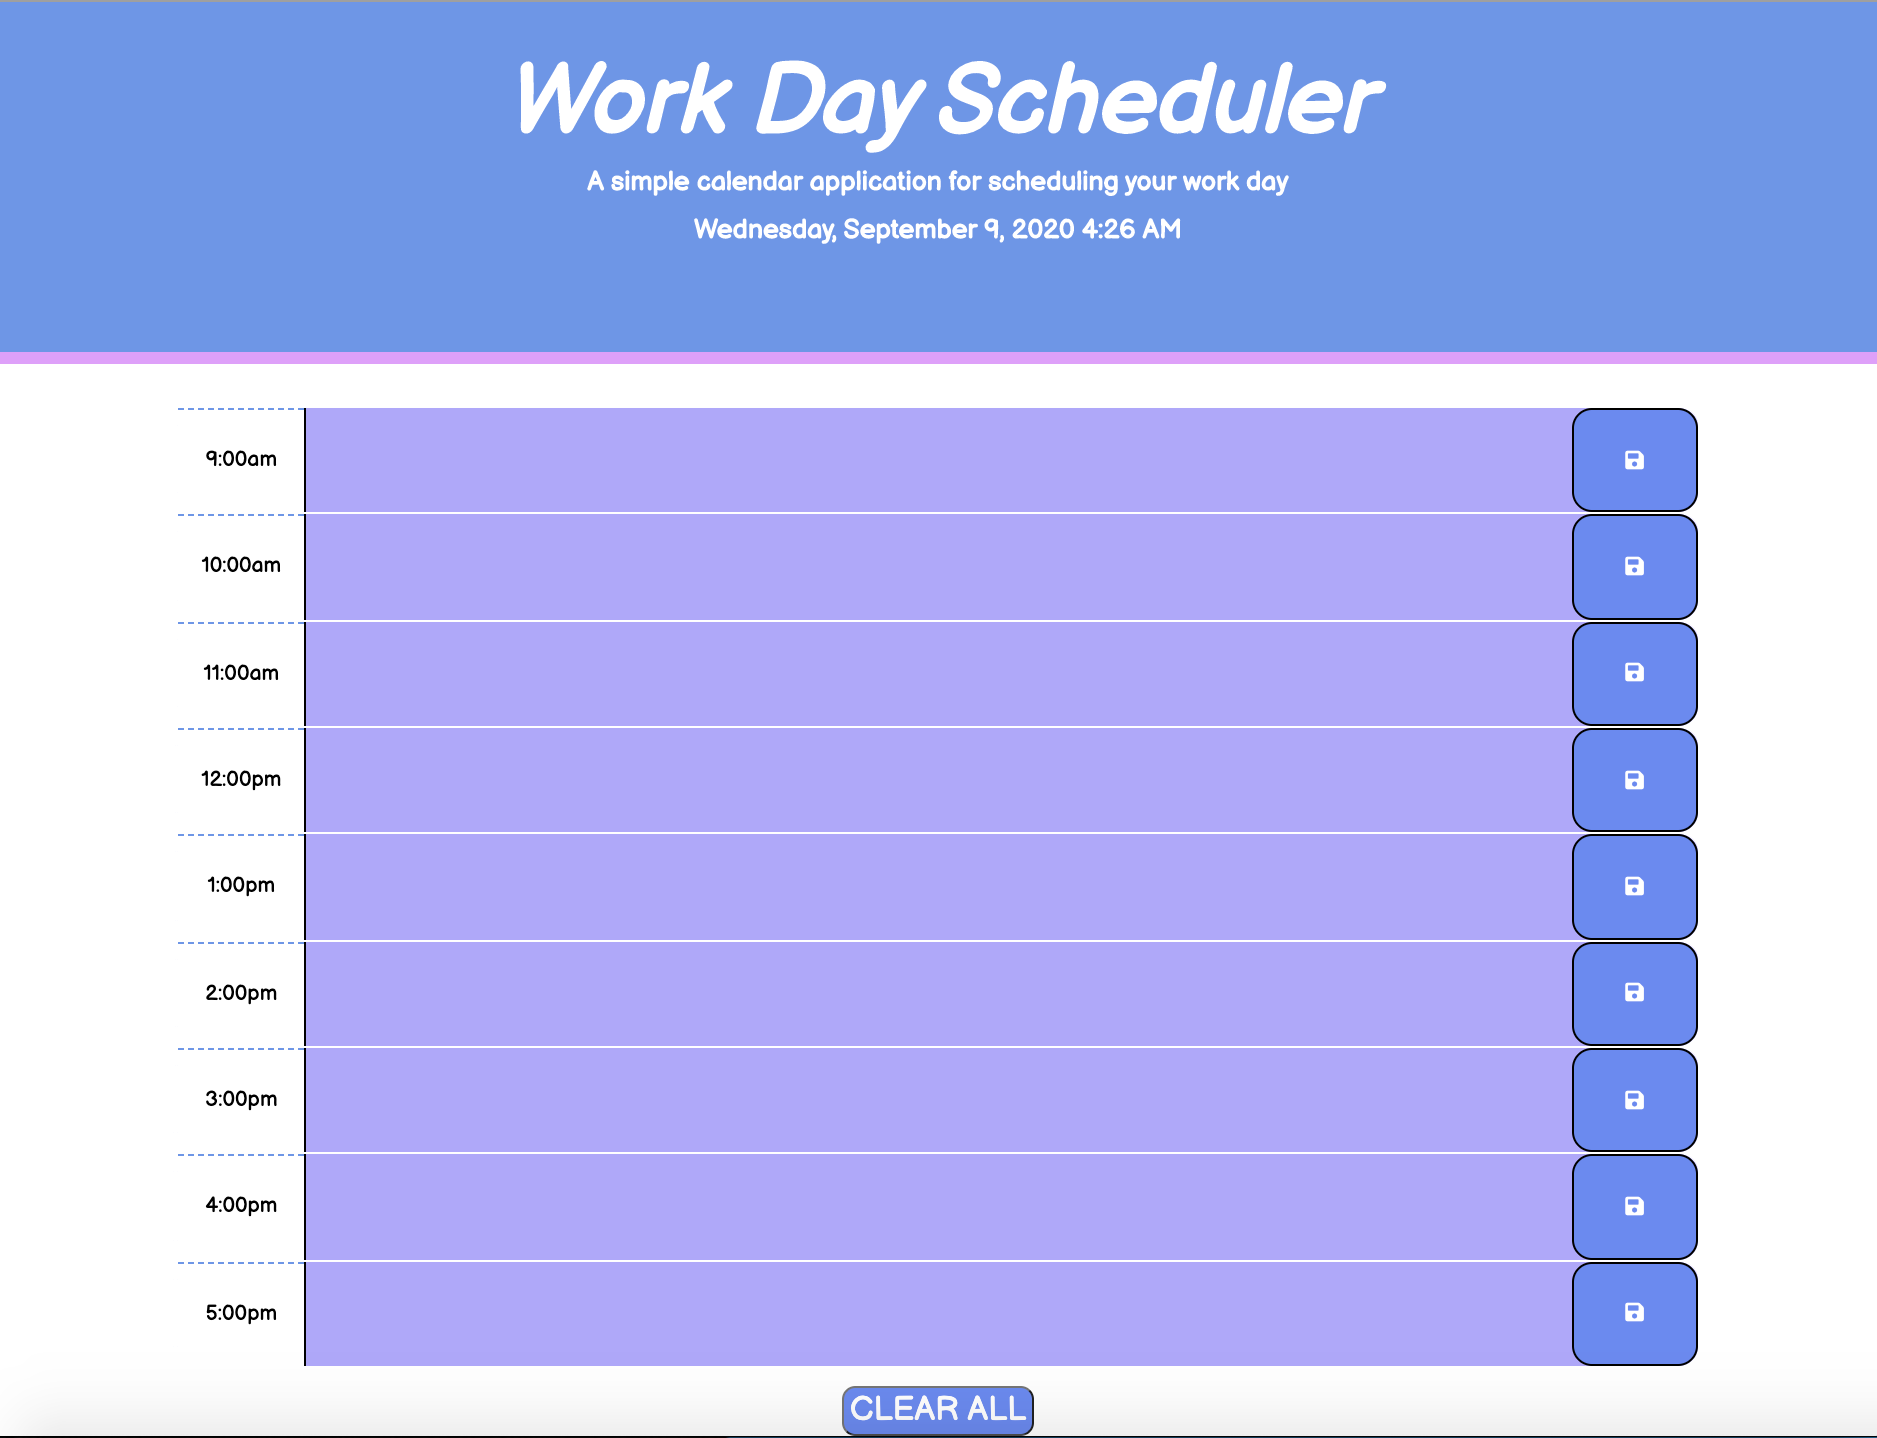 Work Day Scheduler
A simple calendar application for scheduling your work day
Wednesday, September 9, 2020 4:26 AM
9:00am
10:00am
11:00am
12:00pm
1:00pm
2:00pm
3:00pm
4:00pm
5:00pm
CLEAR ALL